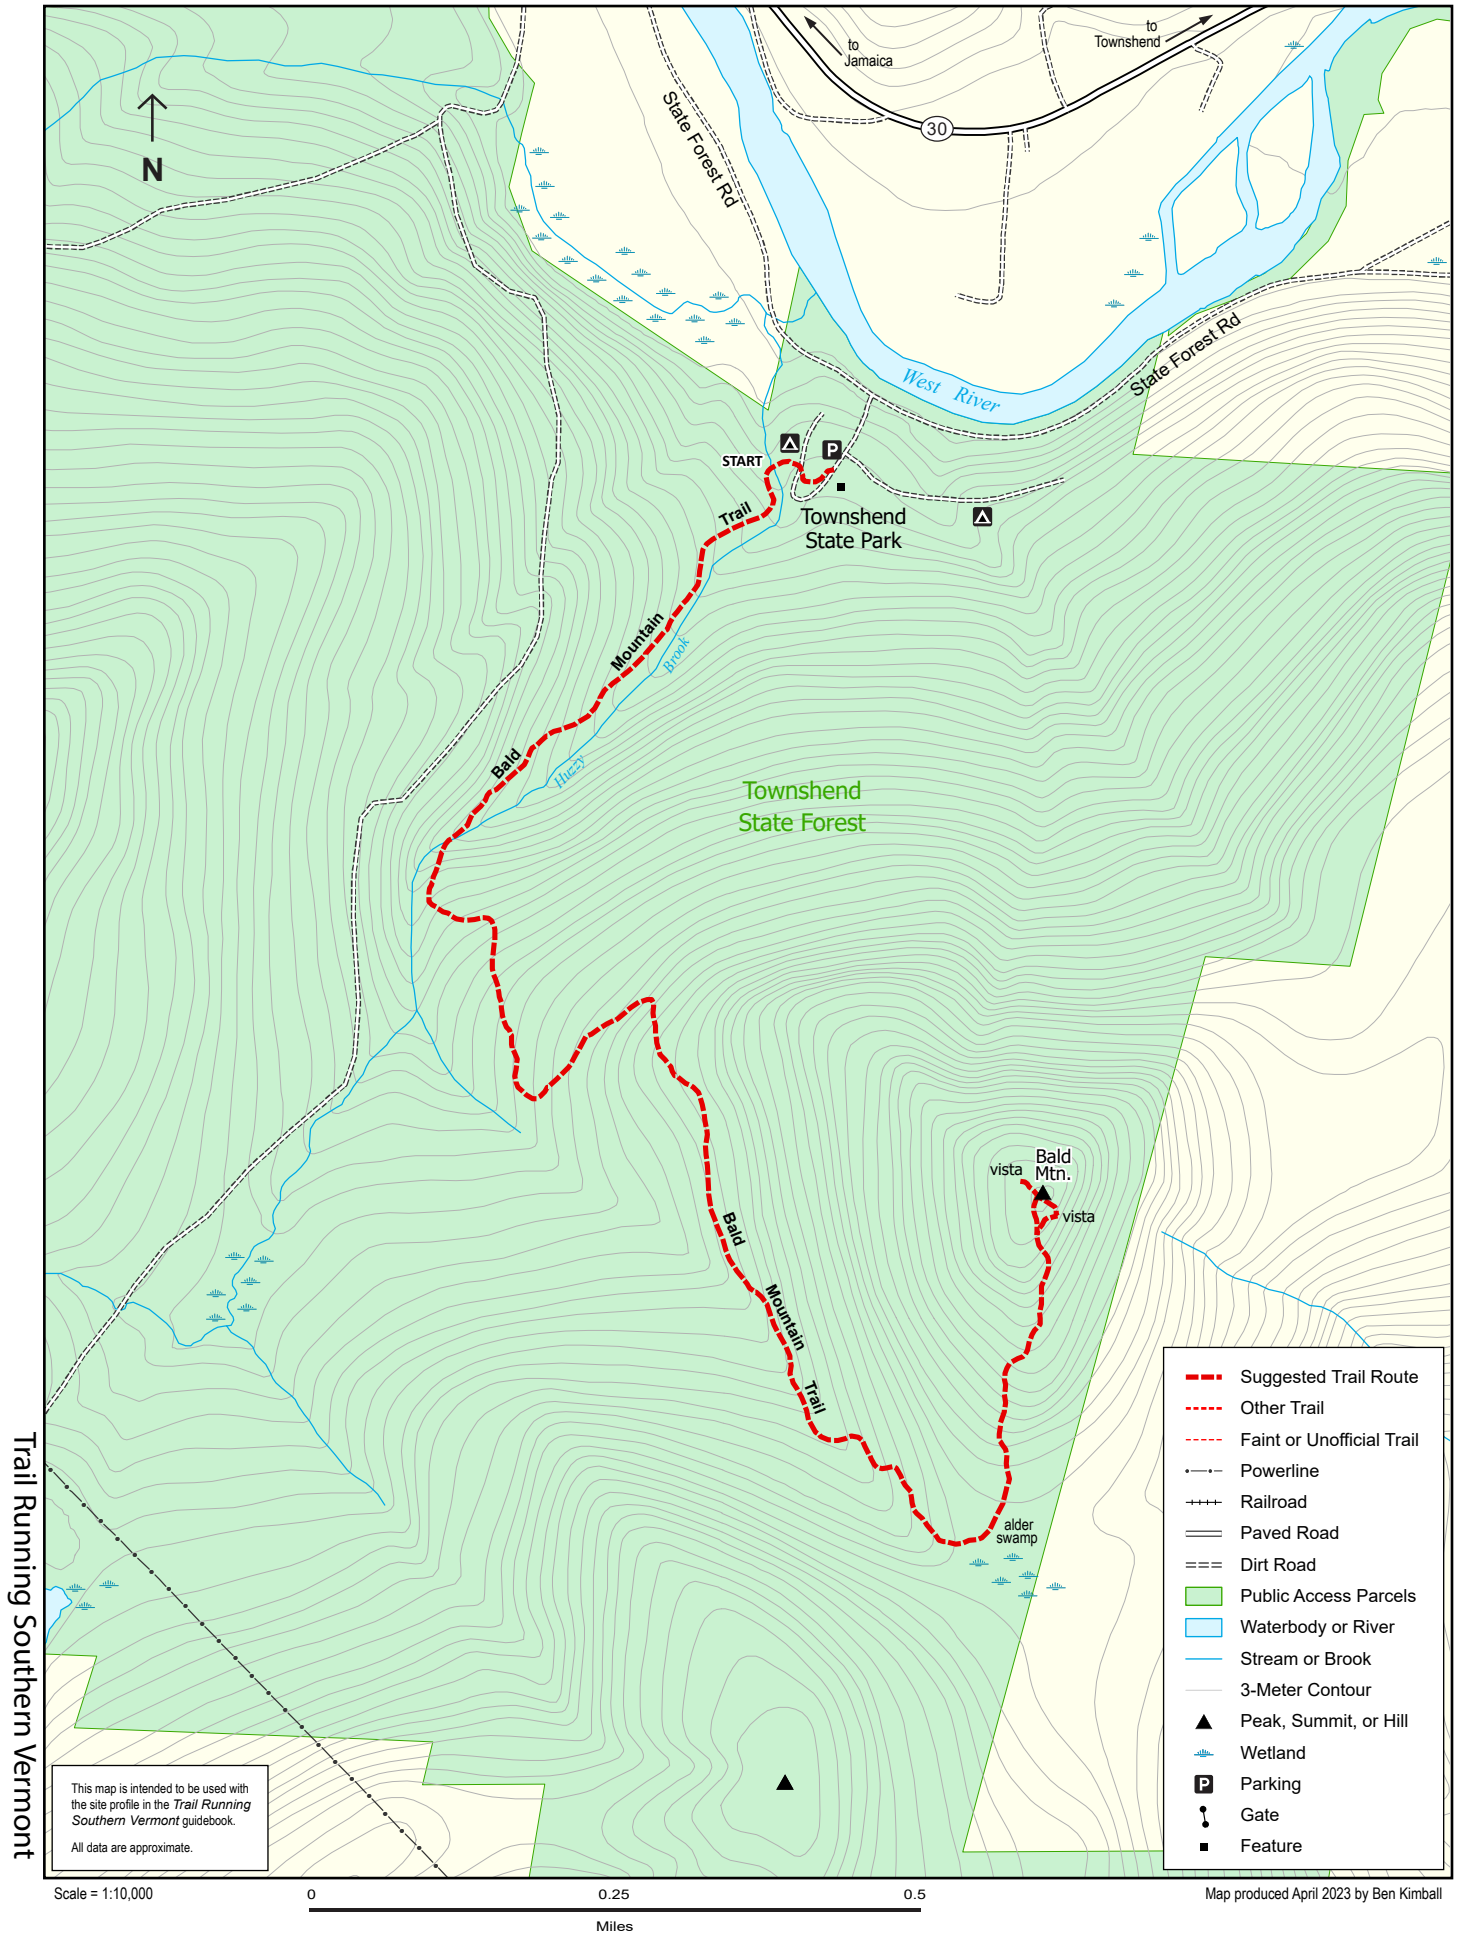 to
Jamaica
to
Townshend
30
State Forest Rd
N
West River
State Forest Rd
P
START
Trail
Townshend
State Park
Mountain
Brook
Bald
Huzzy
Townshend
State Forest
Bald
Mtn.
vista
vista
Bald
Mountain
Trail
alder
swamp
Suggested Trail Route
Other Trail
Faint or Unofficial Trail
Powerline
Railroad
Paved Road
Dirt Road
Public Access Parcels
Waterbody or River
Stream or Brook
3-Meter Contour
Peak, Summit, or Hill
Wetland
P Parking
Gate
Feature
Trail Running Southern Vermont
This map is intended to be used with
the site profile in the Trail Running
Southern Vermont guidebook.
All data are approximate.
Scale = 1:10,000
0 0.25 0.5
Miles
Map produced April 2023 by Ben Kimball